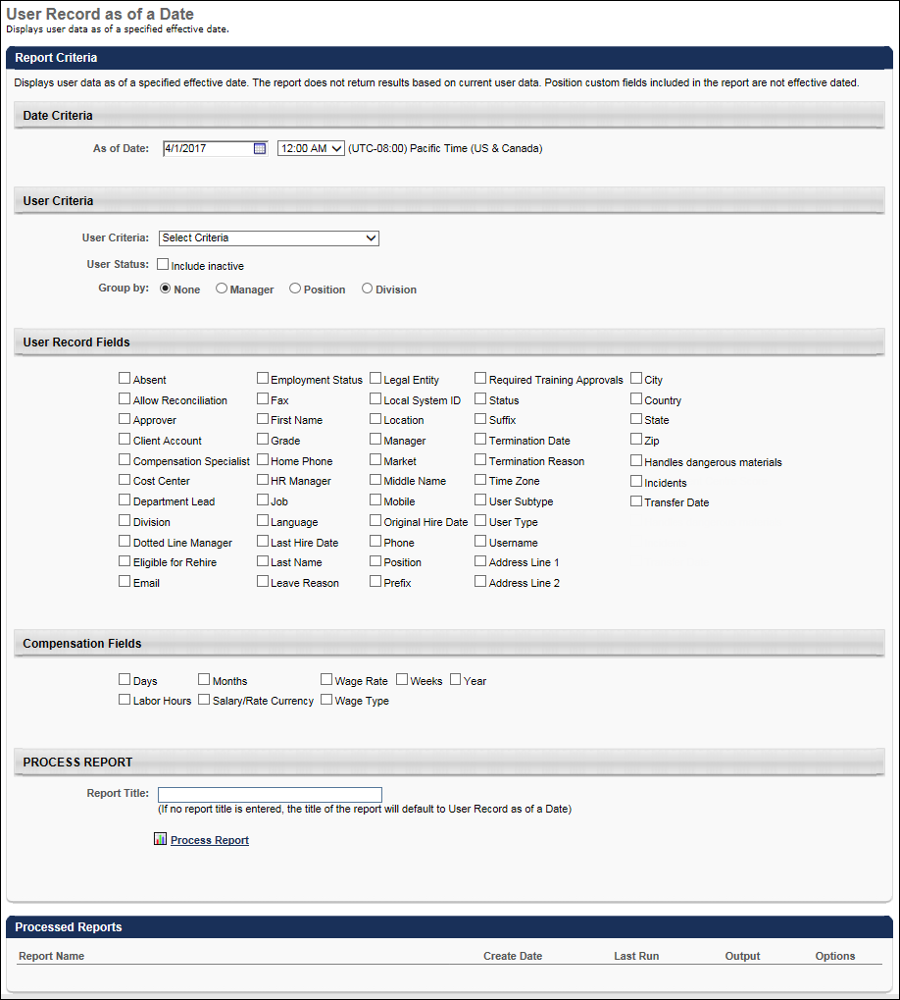 User Record as of a Date
Displays user data as of a specified effective date.
Report Criteria
Displays user data as of a specified effective date. The report does not return results based on current user data. Position custom fields included in the report are not effective dated.
Date Criteria
As of Date: 4/1/2017 12:00 AM (UTC-08:00) Pacific Time (US & Canada)
User Criteria
User Criteria: Select Criteria
User Status: Include inactive
Group by: None Manager Position Division
User Record Fields
Absent Employment Status Legal Entity Required Training Approvals City
Allow Reconciliation Fax Local System ID Status Country
Approver First Name Location Suffix State
Client Account Grade Manager Termination Date Zip
Compensation Specialist Home Phone Market Termination Reason Handles dangerous materials
Cost Center HR Manager Middle Name Time Zone Incidents
Department Lead Job Mobile User Subtype Transfer Date
Division Language Original Hire Date User Type
Dotted Line Manager Last Hire Date Phone Username
Eligible for Rehire Last Name Position Address Line 1
Email Leave Reason Prefix Address Line 2
Compensation Fields
Days Months Wage Rate Weeks Year
Labor Hours Salary/Rate Currency Wage Type
PROCESS REPORT
Report Title:
(If no report title is entered, the title of the report will default to User Record as of a Date)
Process Report
Processed Reports
Report Name Create Date Last Run Output Options